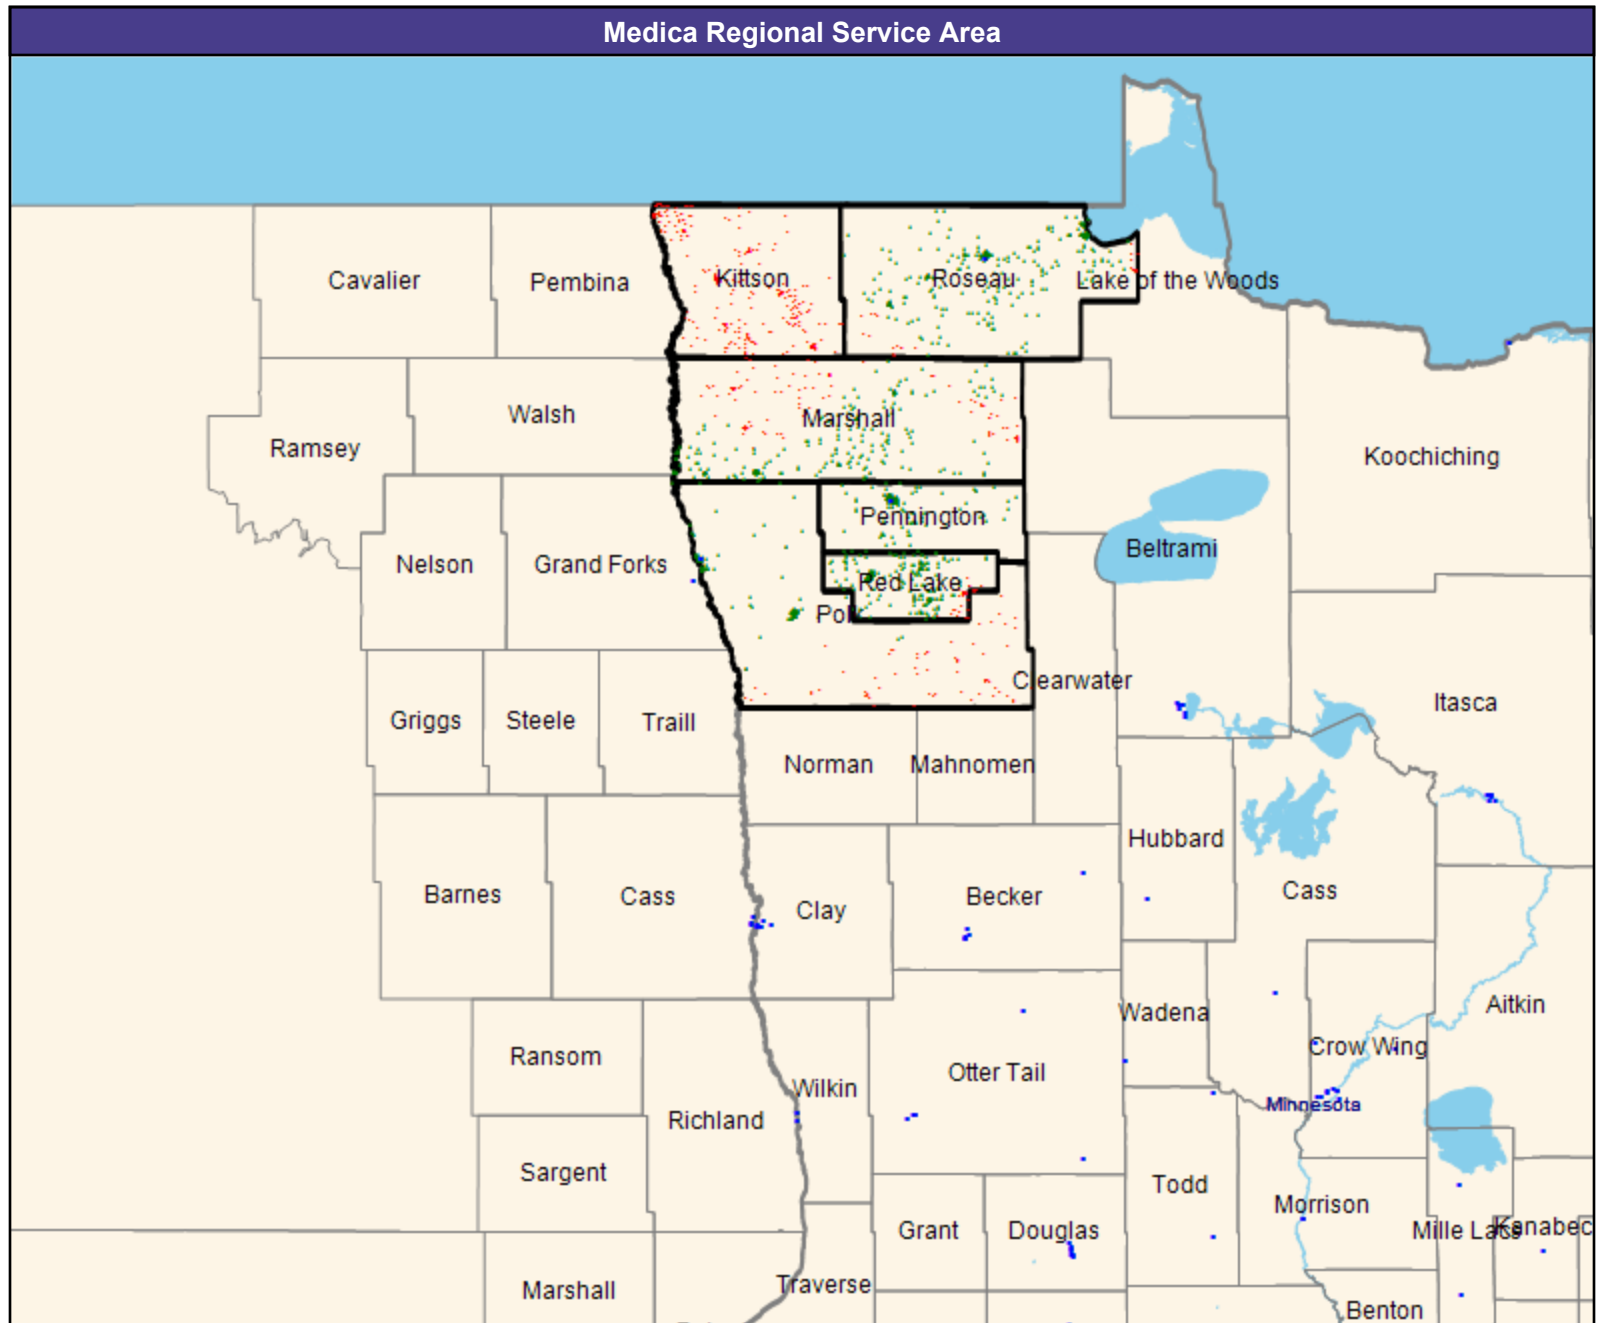 Medica Regional Service Area
Cavalier
Pembina
Kittson
Roseau
Lake of the Woods
Walsh
Marshall
Ramsey
Koochiching
Pennington
Nelson
Grand Forks
Beltrami
Red Lake
Polk
Clearwater
Griggs
Steele
Traill
Itasca
Norman
Mahnomen
Hubbard
Barnes
Cass
Clay
Becker
Cass
Wadena
Aitkin
Ransom
Otter Tail
Crow Wing
Wilkin
Richland
Minnesota
Sargent
Todd
Morrison
Grant
Douglas
Mille Lacs
Kanabec
Marshall
Traverse
Benton